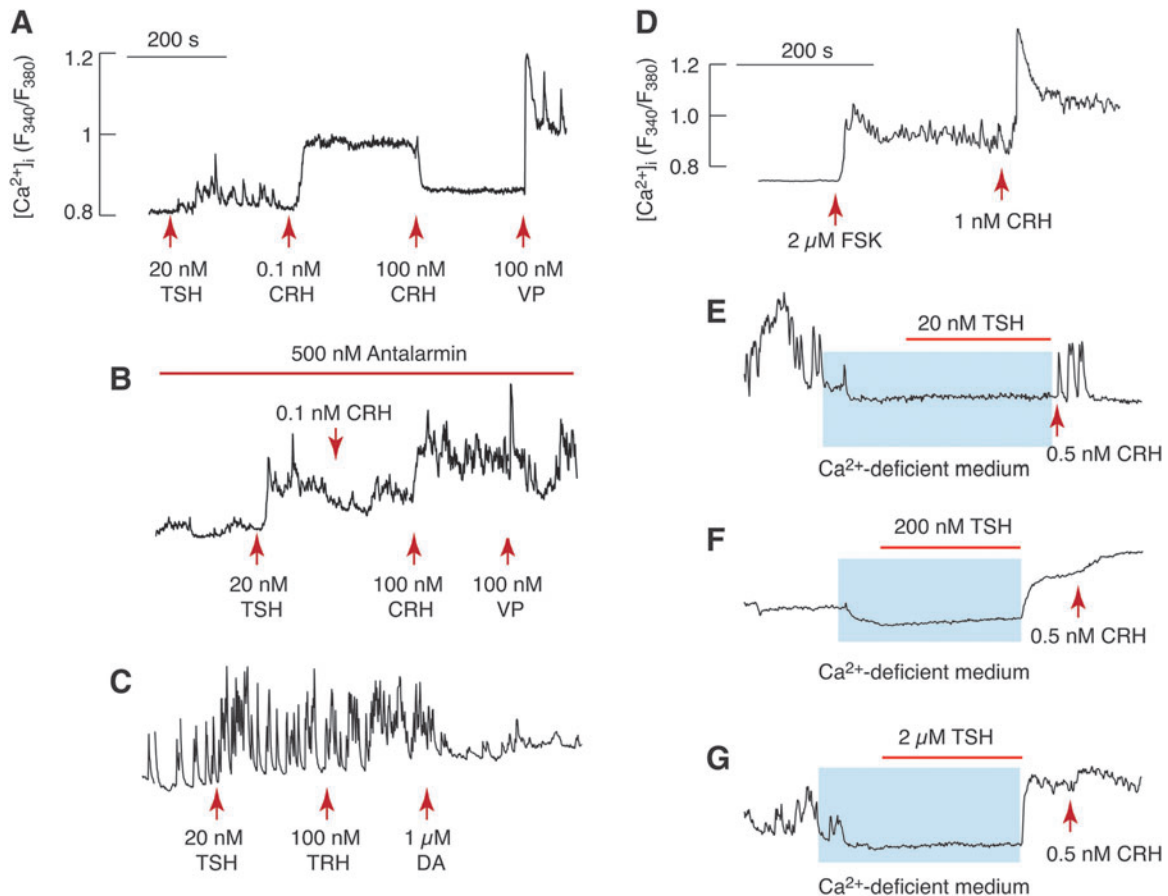 A
200 s
[Ca²⁺]ᵢ (F₃₄₀/F₃₈₀)
1.2
1
0.8
20 nM
TSH
0.1 nM
CRH
100 nM
CRH
100 nM
VP
B
500 nM Antalarmin
0.1 nM CRH
20 nM
TSH
100 nM
CRH
100 nM
VP
C
20 nM
TSH
100 nM
TRH
1 µM
DA
D
200 s
[Ca²⁺]ᵢ (F₃₄₀/F₃₈₀)
1.2
1.0
0.8
2 µM FSK
1 nM CRH
E
20 nM TSH
0.5 nM CRH
Ca²⁺-deficient medium
F
200 nM TSH
0.5 nM CRH
Ca²⁺-deficient medium
G
2 µM TSH
0.5 nM CRH
Ca²⁺-deficient medium